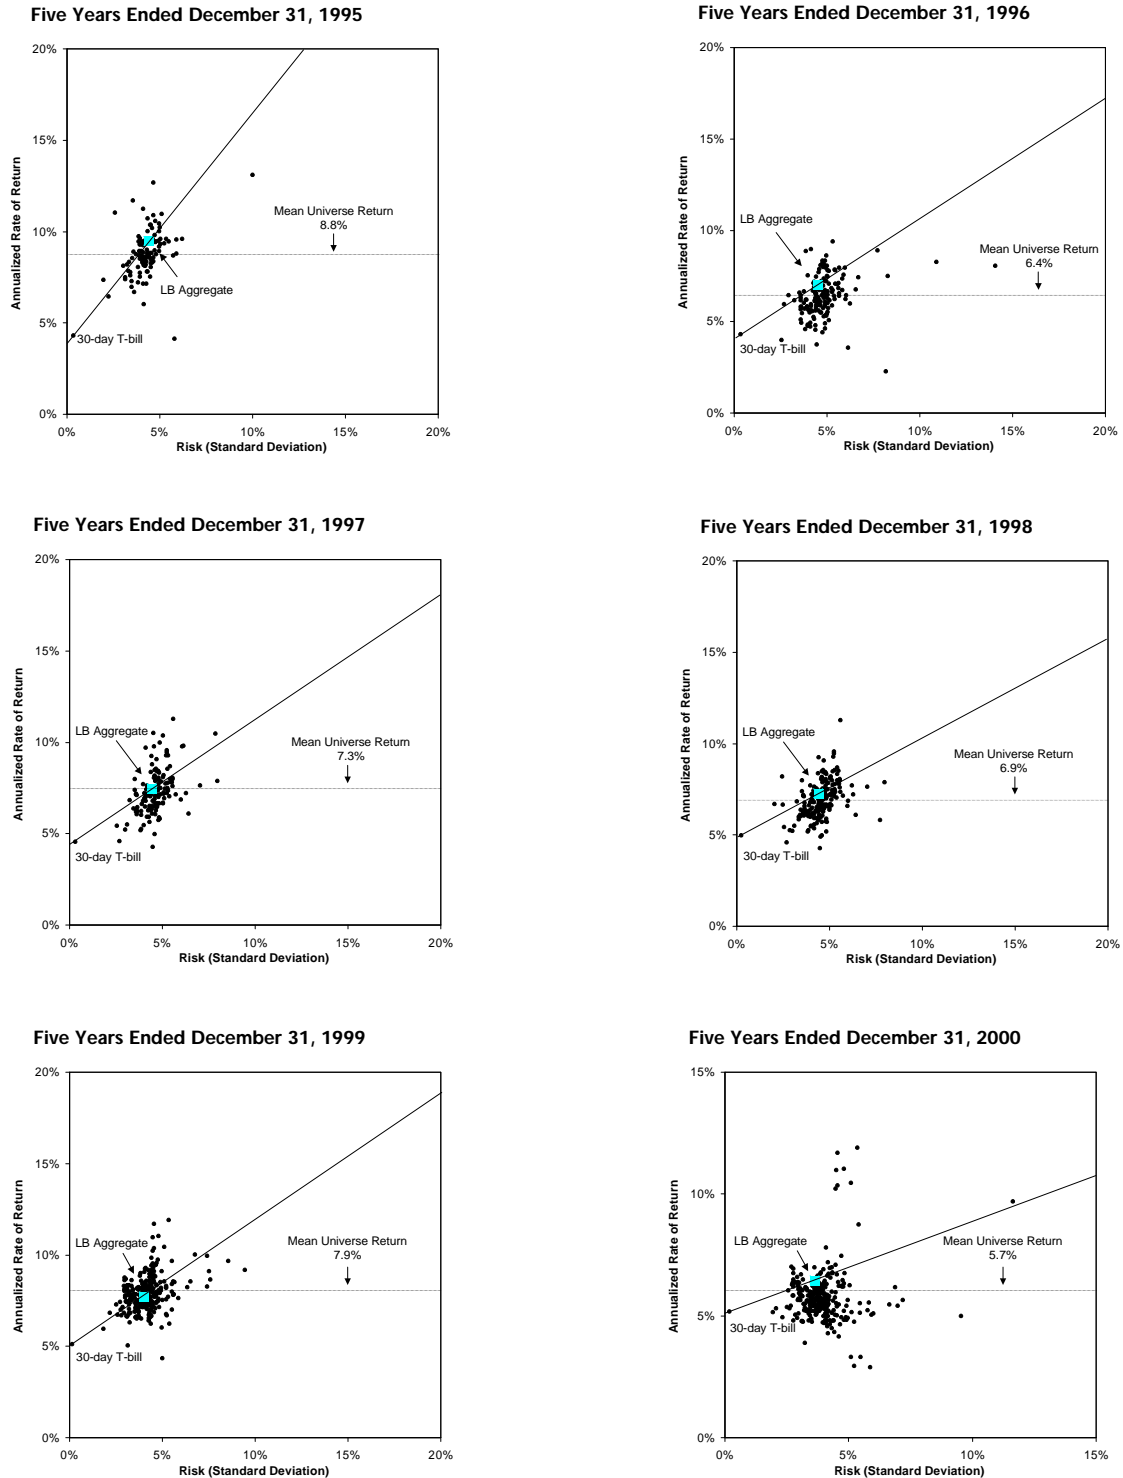 Five Years Ended December 31, 1995
20%
15%
10%
5%
0%
Annualized Rate of Return
Mean Universe Return
8.8%
LB Aggregate
30-day T-bill
0% 5% 10% 15% 20%
Risk (Standard Deviation)
Five Years Ended December 31, 1996
20%
15%
10%
5%
0%
Annualized Rate of Return
LB Aggregate
Mean Universe Return
6.4%
30-day T-bill
0% 5% 10% 15% 20%
Risk (Standard Deviation)
Five Years Ended December 31, 1997
20%
15%
10%
5%
0%
Annualized Rate of Return
LB Aggregate
Mean Universe Return
7.3%
30-day T-bill
0% 5% 10% 15% 20%
Risk (Standard Deviation)
Five Years Ended December 31, 1998
20%
15%
10%
5%
0%
Annualized Rate of Return
LB Aggregate
Mean Universe Return
6.9%
30-day T-bill
0% 5% 10% 15% 20%
Risk (Standard Deviation)
Five Years Ended December 31, 1999
20%
15%
10%
5%
0%
Annualized Rate of Return
LB Aggregate
Mean Universe Return
7.9%
30-day T-bill
0% 5% 10% 15% 20%
Risk (Standard Deviation)
Five Years Ended December 31, 2000
15%
10%
5%
0%
Annualized Rate of Return
LB Aggregate
Mean Universe Return
5.7%
30-day T-bill
0% 5% 10% 15%
Risk (Standard Deviation)